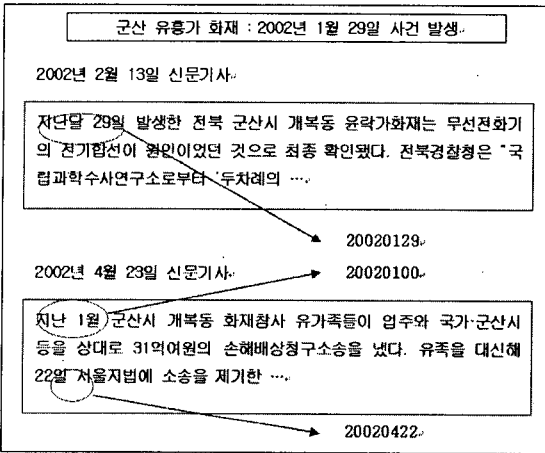 군산 유흥가 화재 : 2002년 1월 29일 사건 발생
2002년 2월 13일 신문기사
지난달 29일 발생한 전북 군산시 개복동 윤락가화재는 무선전화기
의 전기합선이 원인이었던 것으로 최종 확인됐다. 전북경찰청은 "국
립과학수사연구소로부터 '두차례의 …
20020129
2002년 4월 23일 신문기사
20020100
지난 1월 군산시 개복동 화재참사 유가족들이 업주와 국가·군산시
등을 상대로 31억여원의 손해배상청구소송을 냈다. 유족을 대신해
22일 서울지법에 소송을 제기한 …
20020422